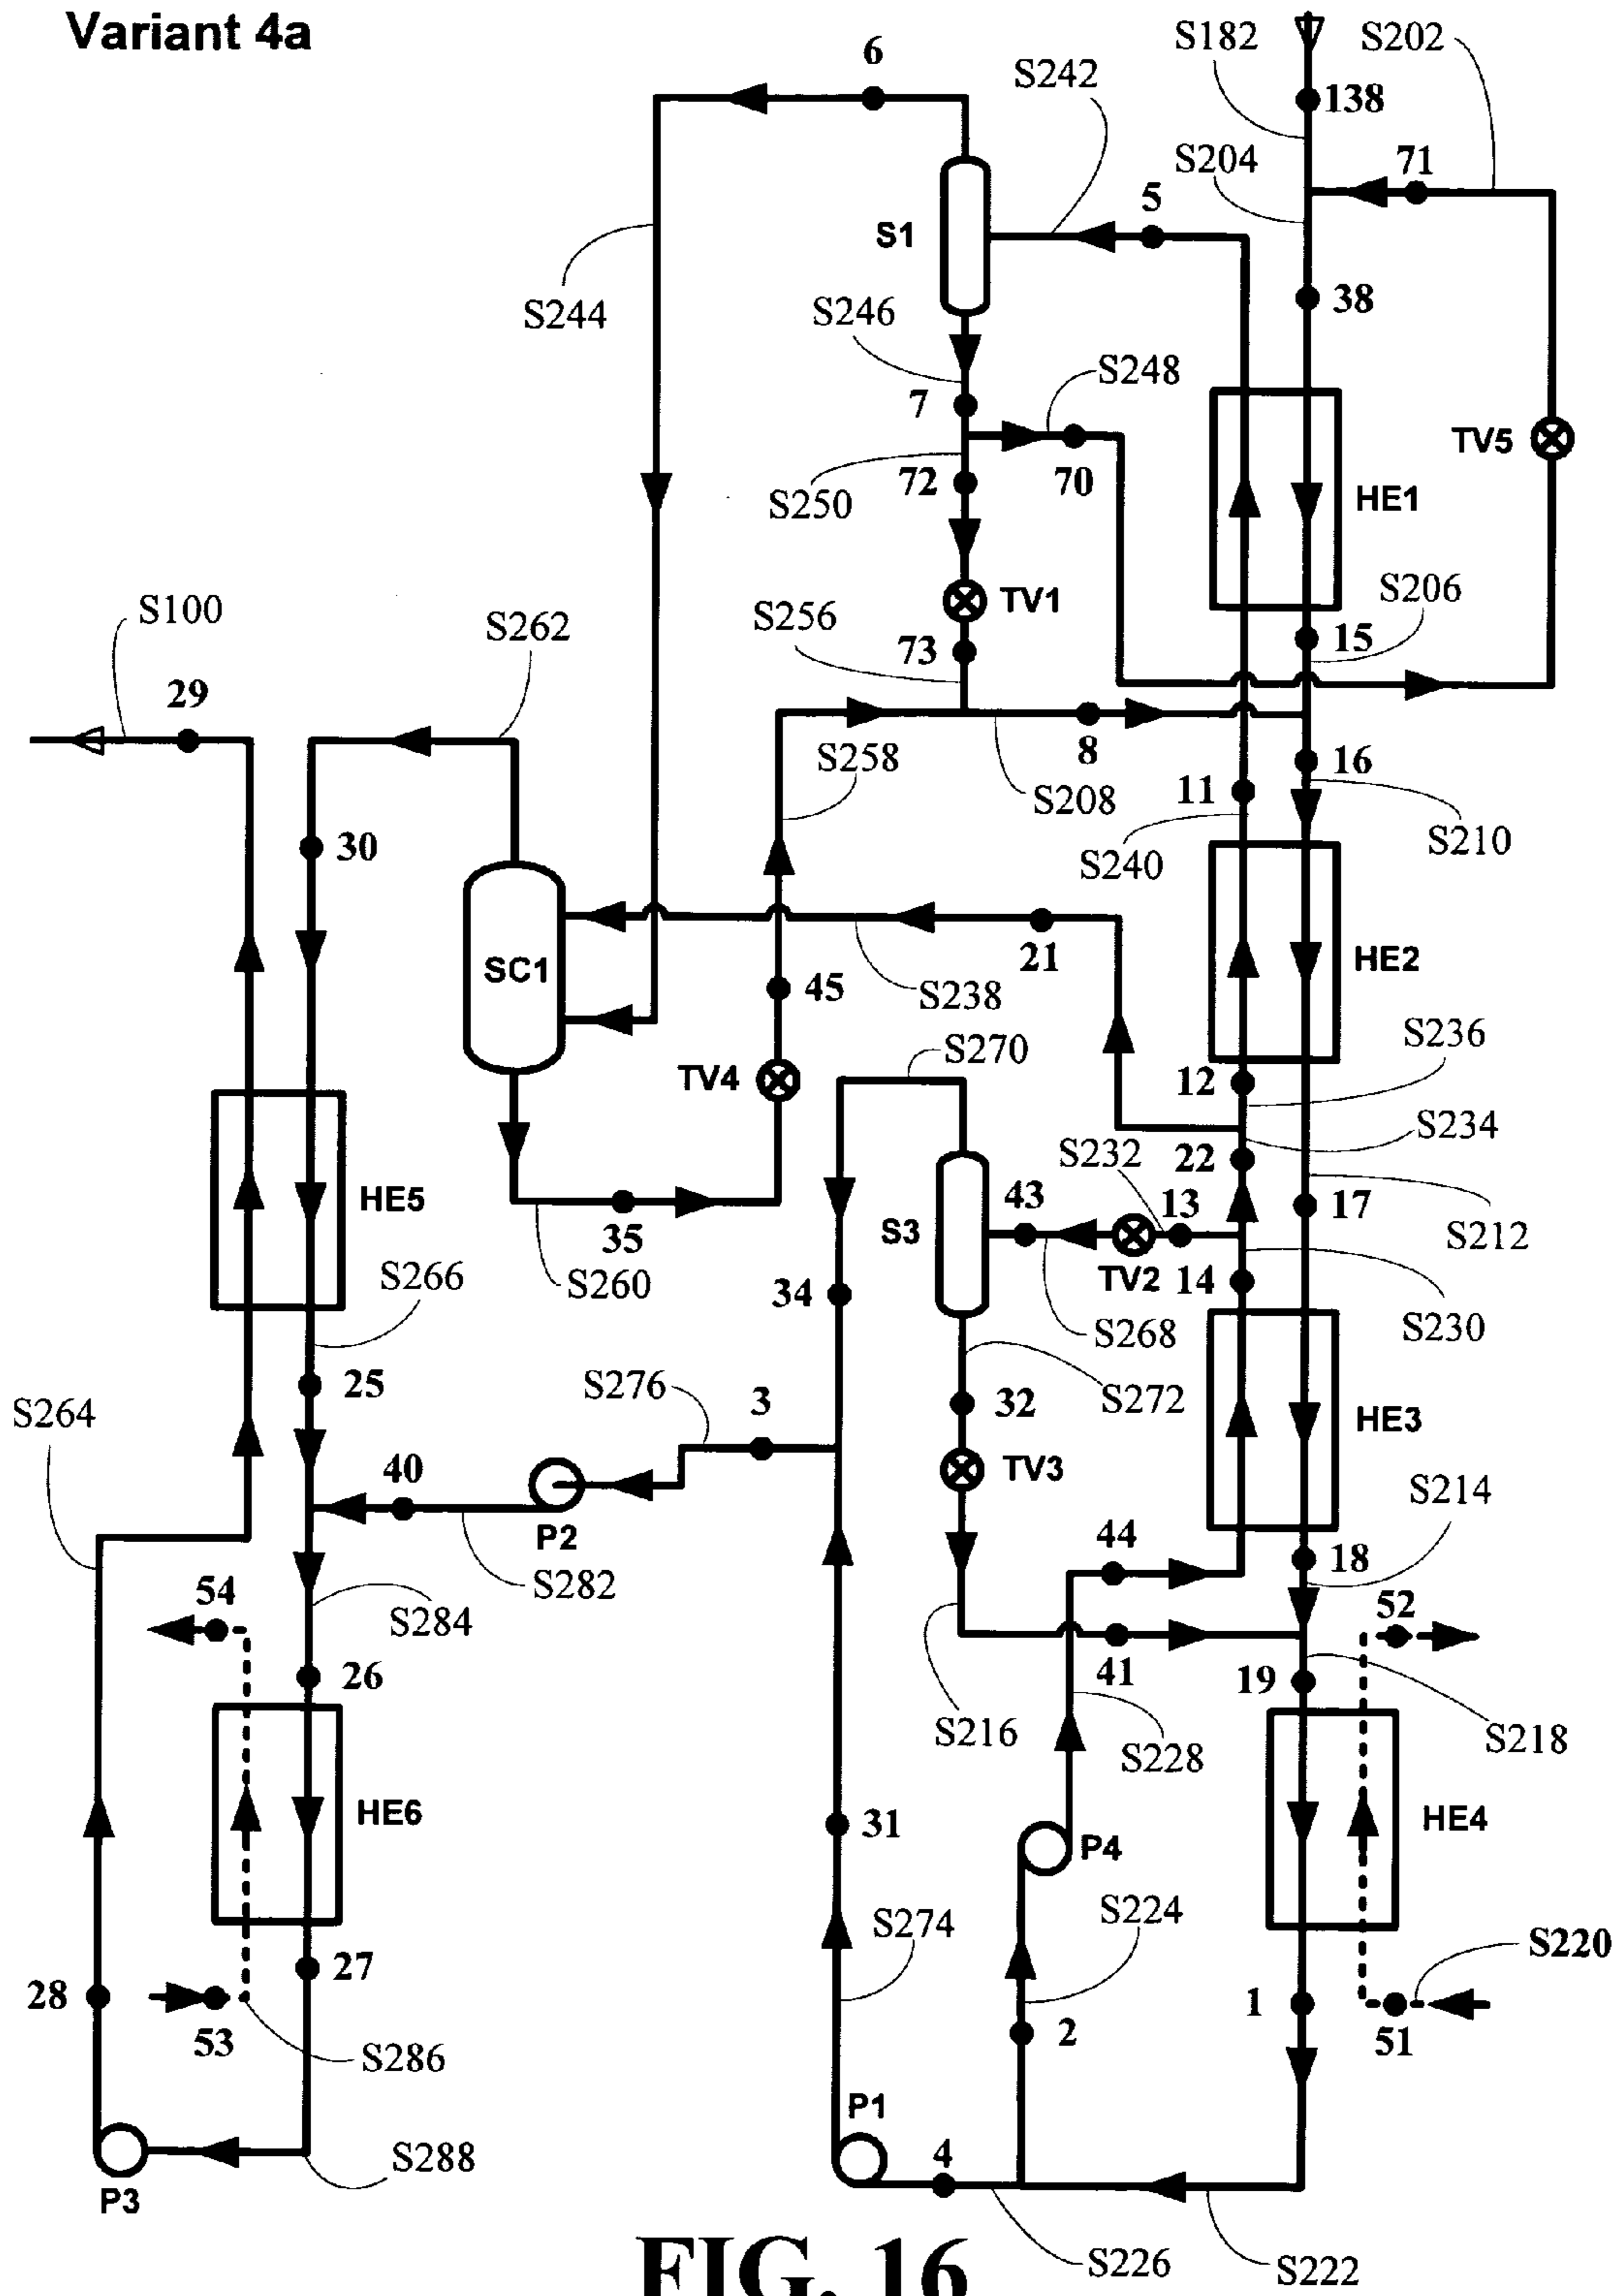 Variant 4a
6
S182
S202
S242
138
S204
71
5
S1
S244
S246
38
7
S248
TV5
72
70
S250
HE1
TV1
S100
S262
S256
S206
73
15
29
S258
8
16
11
S208
30
S240
S210
SC1
21
HE2
45
S238
S270
S236
TV4
12
S234
S232
22
HE5
43
13
17
S3
35
S212
TV2
14
S266
S260
34
S268
S230
25
S276
S272
S264
3
32
HE3
TV3
40
S214
P2
44
18
54
S282
S284
52
26
41
19
S216
S228
S218
HE6
31
P4
HE4
S274
S224
S220
27
28
1
53
2
51
S286
P1
S288
4
P3
S226
S222
FIG. 16